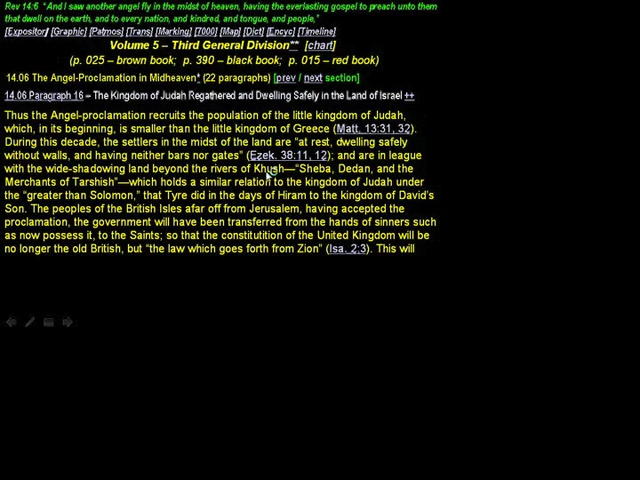 Rev 14:6 "And I saw another angel fly in the midst of heaven, having the everlasting gospel to preach unto them
that dwell on the earth, and to every nation, and kindred, and tongue, and people,"
[Expositor] [Graphic] [Patmos] [Trans] [Marking] [7000] [Map] [Dict] [Encyc] [Timeline]
Volume 5 – Third General Division** [chart]
(p. 025 – brown book; p. 390 – black book; p. 015 – red book)
14.06 The Angel-Proclamation in Midheaven* (22 paragraphs) [prev / next section]
14.06 Paragraph 16 – The Kingdom of Judah Regathered and Dwelling Safely in the Land of Israel ++
Thus the Angel-proclamation recruits the population of the little kingdom of Judah,
which, in its beginning, is smaller than the little kingdom of Greece (Matt. 13:31, 32).
During this decade, the settlers in the midst of the land are "at rest, dwelling safely
without walls, and having neither bars nor gates" (Ezek. 38:11, 12); and are in league
with the wide-shadowing land beyond the rivers of Khush—"Sheba, Dedan, and the
Merchants of Tarshish"—which holds a similar relation to the kingdom of Judah under
the "greater than Solomon," that Tyre did in the days of Hiram to the kingdom of David's
Son. The peoples of the British Isles afar off from Jerusalem, having accepted the
proclamation, the government will have been transferred from the hands of sinners such
as now possess it, to the Saints; so that the constitutition of the United Kingdom will be
no longer the old British, but "the law which goes forth from Zion" (Isa. 2:3). This will